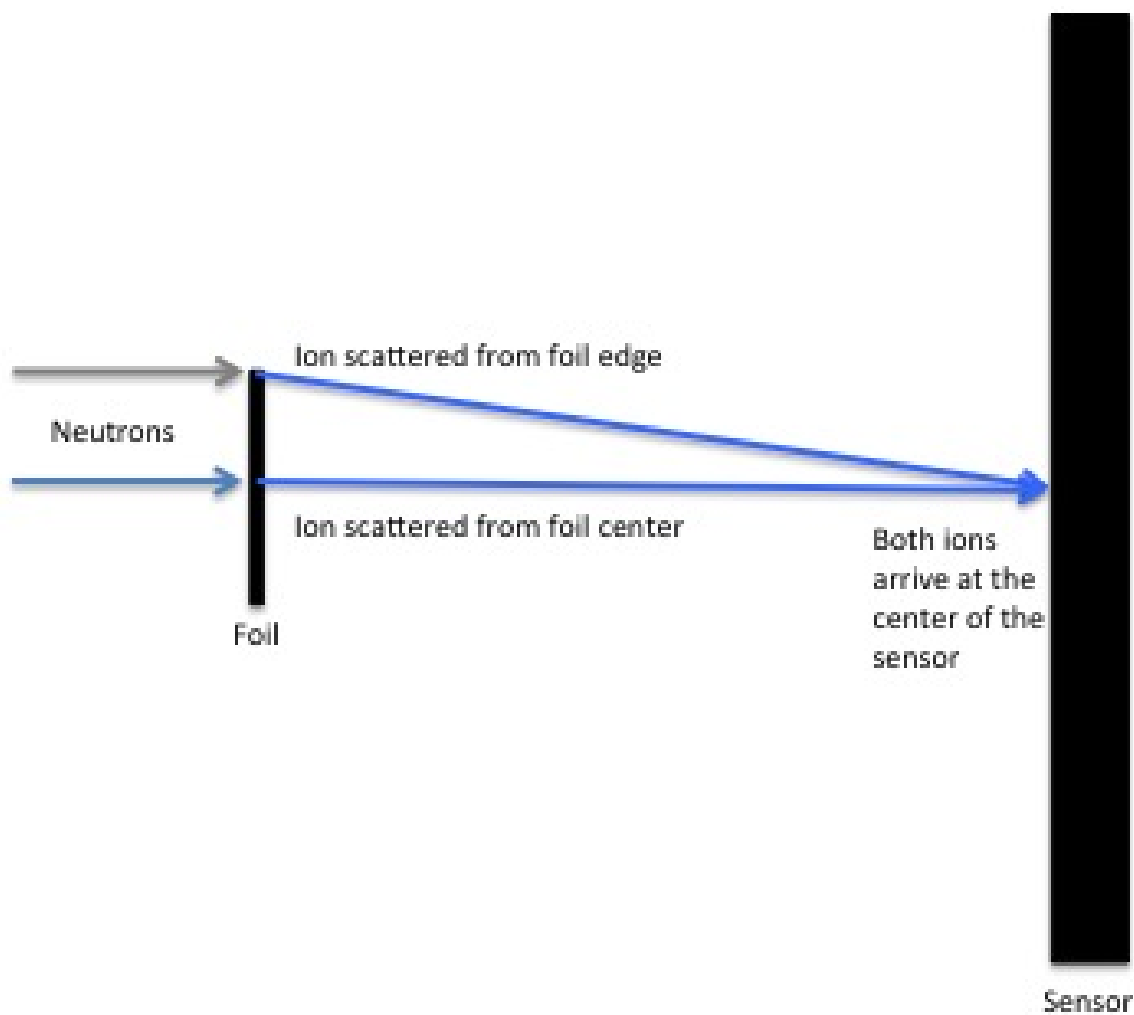 Ion scattered from foil edge
Neutrons
Ion scattered from foil center
Both ions
arrive at the
center of the
sensor
Foil
Sensor